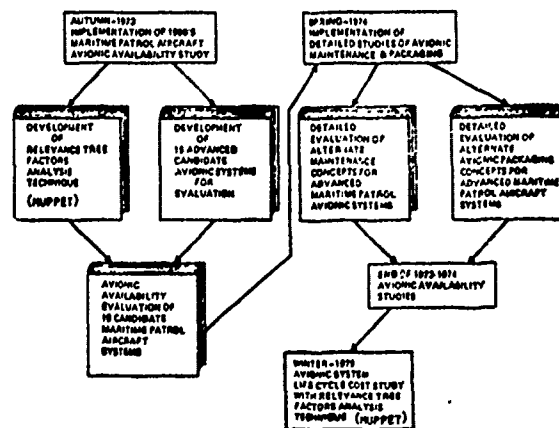 AUTUMN-1973
IMPLEMENTATION OF 1980'S
MARITIME PATROL AIRCRAFT
AVIONIC AVAILABILITY STUDY
SPRING-1974
IMPLEMENTATION OF
DETAILED STUDIES OF AVIONIC
MAINTENANCE & PACKAGING
DEVELOPMENT
OF
RELEVANCE TREE
FACTORS
ANALYSIS
TECHNIQUE
(MUPPET)
DEVELOPMENT
OF
ADVANCED
CANDIDATE
AVIONIC SYSTEMS
FOR
EVALUATION
DETAILED
EVALUATION
OF ALTERNATE
MAINTENANCE
CONCEPTS FOR
ADVANCED
MARITIME PATROL
AVIONIC SYSTEMS
DETAILED
EVALUATION
OF ALTERNATE
AVIONIC PACKAGING
CONCEPTS FOR
ADVANCED MARITIME
PATROL AIRCRAFT
SYSTEMS
AVIONIC
AVAILABILITY
EVALUATION OF
CANDIDATE
MARITIME PATROL
AIRCRAFT
SYSTEMS
END OF 1973-1974
AVIONIC AVAILABILITY
STUDIES
WINTER-
AVIONIC SYSTEM
LIFE CYCLE COST STUDY
WITH RELEVANCE TREE
FACTORS ANALYSIS
TECHNIQUE (MUPPET)